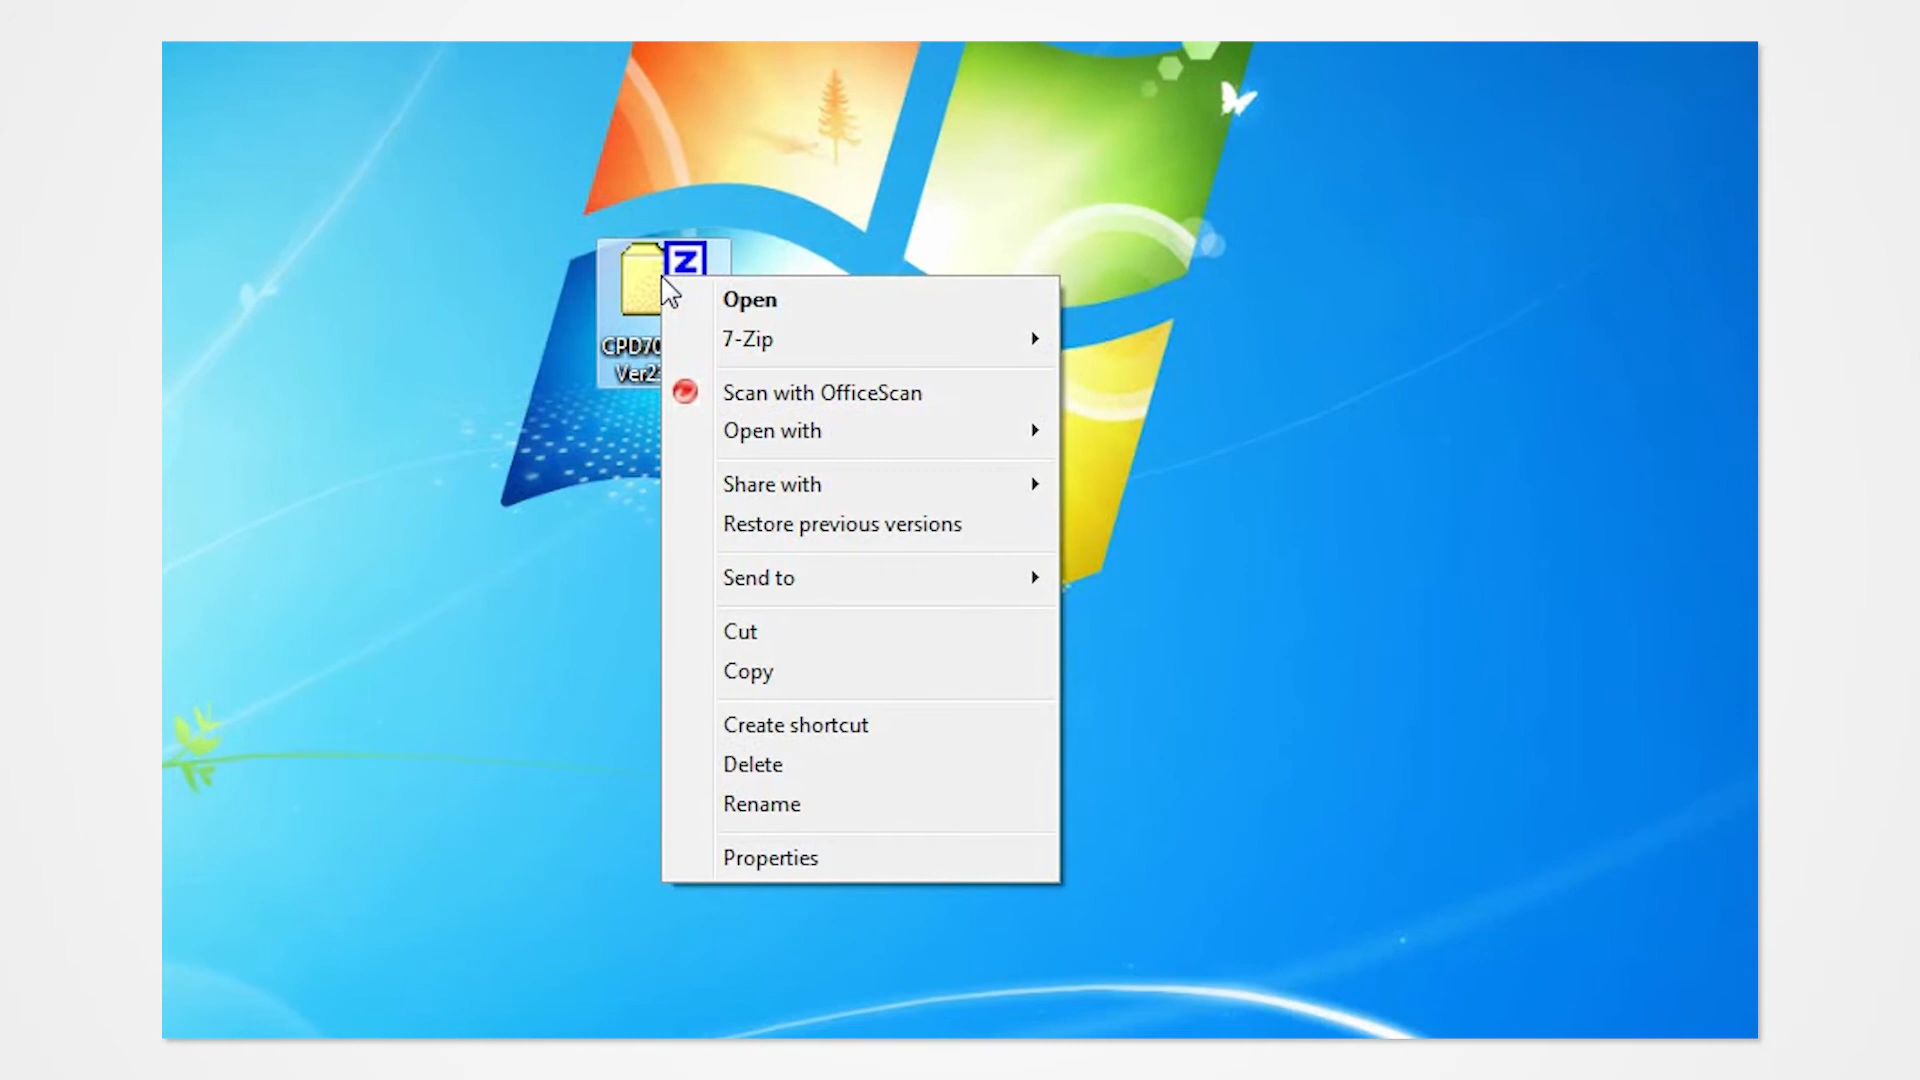 Z
Open
7-Zip
CPD70
Ver2
Scan with OfficeScan
Open with
Share with
Restore previous versions
Send to
Cut
Copy
Create shortcut
Delete
Rename
Properties